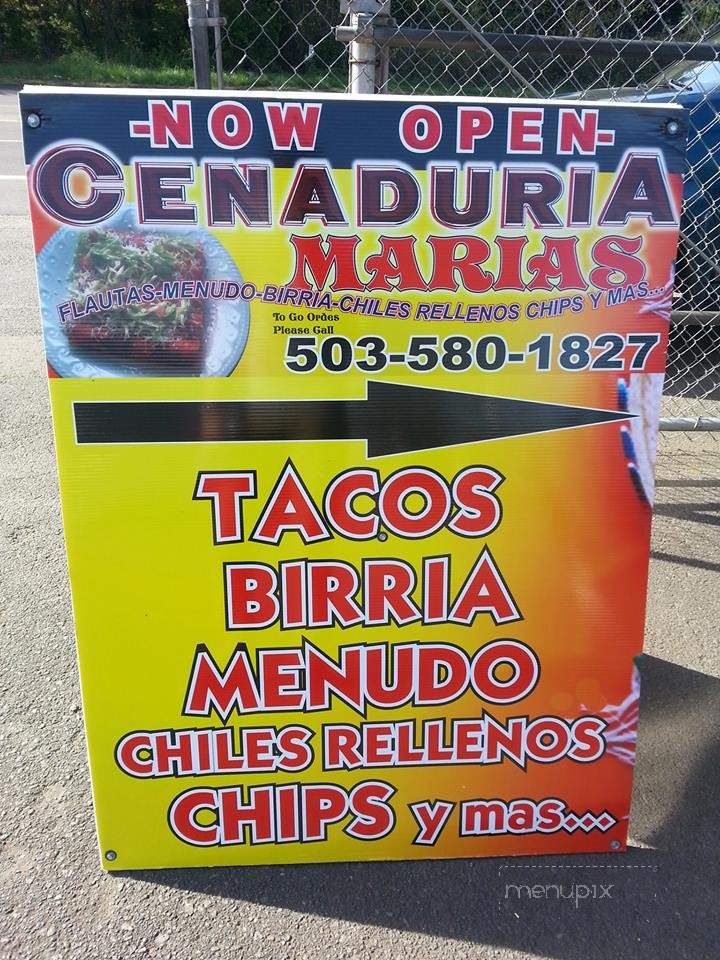 -NOW OPEN-
CENADURIA
MARIAS
FLAUTAS-MENUDO-BIRRIA-CHILES RELLENOS CHIPS Y MAS...
To Go Ordes
Please Call
503-580-1827
TACOS
BIRRIA
MENUDO
CHILES RELLENOS
CHIPS y mas...
menupix